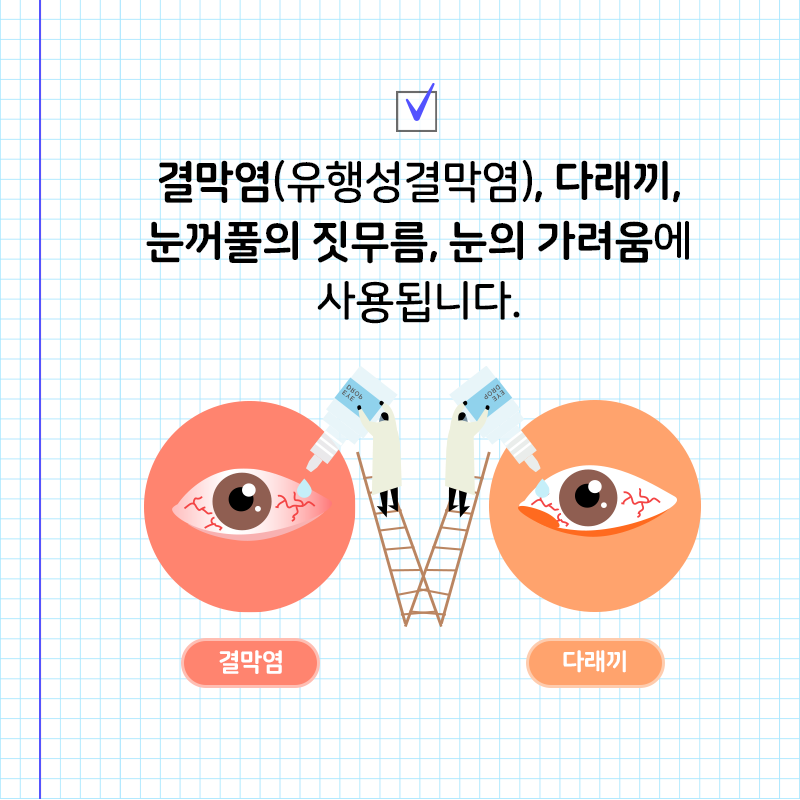 결막염(유행성결막염), 다래끼,
눈꺼풀의 짓무름, 눈의 가려움에
사용됩니다.
EYE
DROP
EYE
DROP
결막염
다래끼